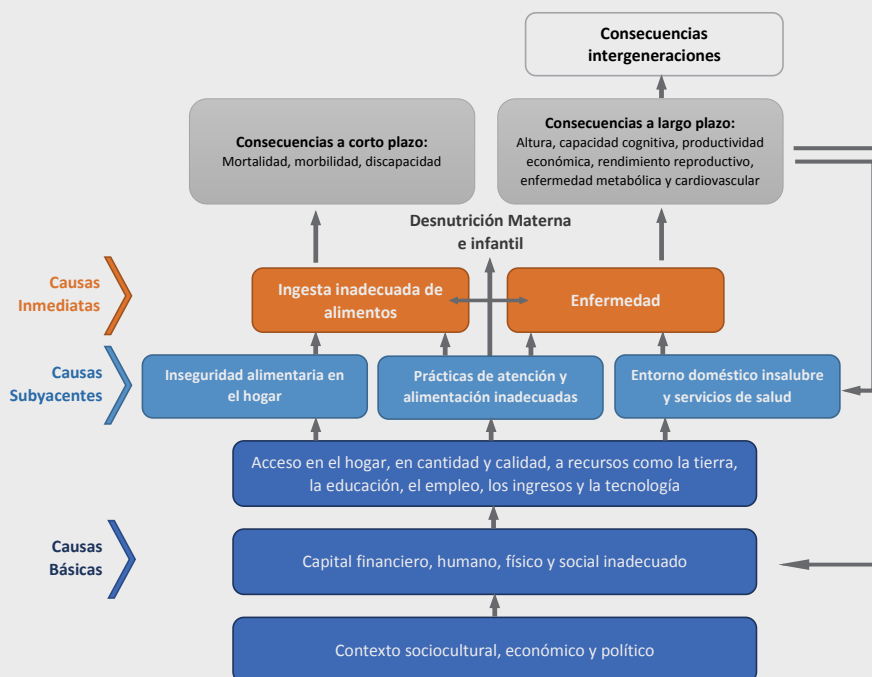 Consecuencias
intergeneraciones
Consecuencias a corto plazo:
Mortalidad, morbilidad, discapacidad
Consecuencias a largo plazo:
Altura, capacidad cognitiva, productividad
económica, rendimiento reproductivo,
enfermedad metabólica y cardiovascular
Desnutrición Materna
e infantil
Causas
Inmediatas
Ingesta inadecuada de
alimentos
Enfermedad
Causas
Subyacentes
Inseguridad alimentaria en
el hogar
Prácticas de atención y
alimentación inadecuadas
Entorno doméstico insalubre
y servicios de salud
Acceso en el hogar, en cantidad y calidad, a recursos como la tierra,
la educación, el empleo, los ingresos y la tecnología
Causas
Básicas
Capital financiero, humano, físico y social inadecuado
Contexto sociocultural, económico y político